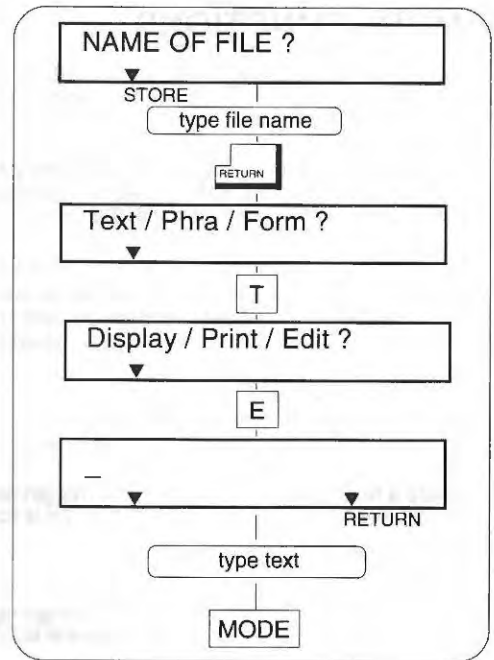 NAME OF FILE ?
STORE
type file name
RETURN
Text / Phra / Form ?
T
Display / Print / Edit ?
E
_
RETURN
type text
MODE